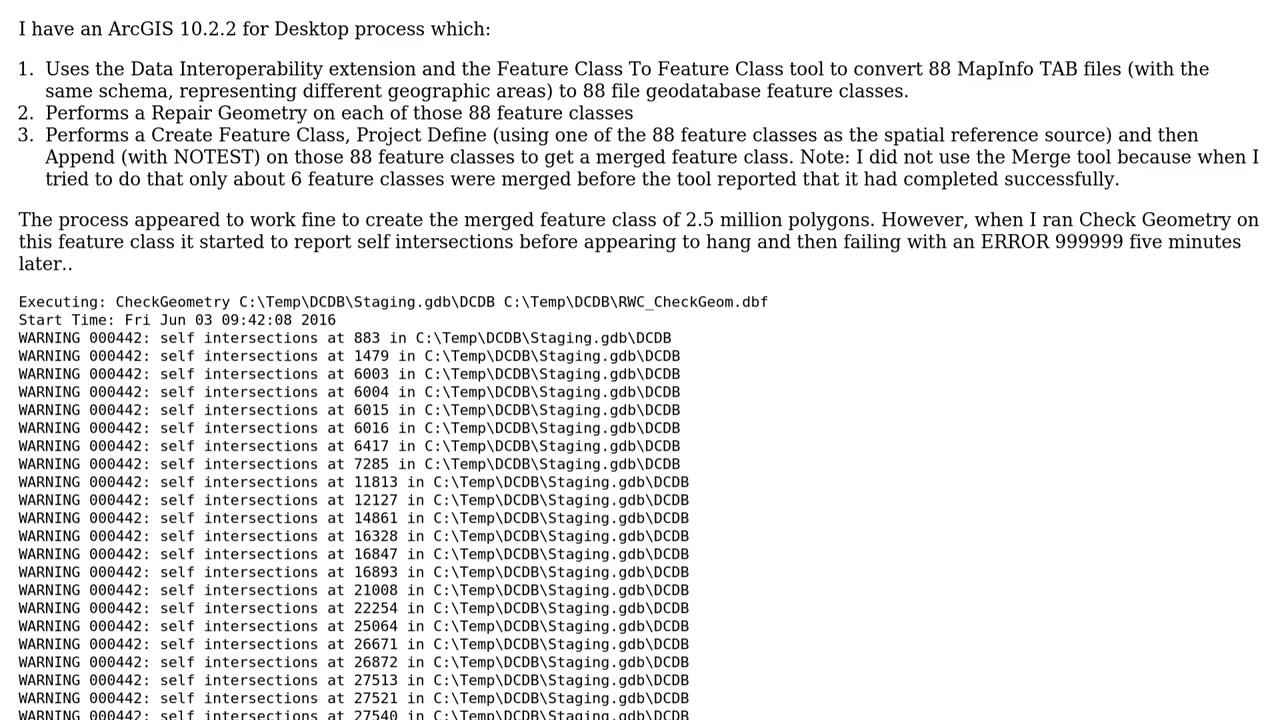 I have an ArcGIS 10.2.2 for Desktop process which:
1. Uses the Data Interoperability extension and the Feature Class To Feature Class tool to convert 88 MapInfo TAB files (with the
same schema, representing different geographic areas) to 88 file geodatabase feature classes.
2. Performs a Repair Geometry on each of those 88 feature classes
3. Performs a Create Feature Class, Project Define (using one of the 88 feature classes as the spatial reference source) and then
Append (with NOTEST) on those 88 feature classes to get a merged feature class. Note: I did not use the Merge tool because when I
tried to do that only about 6 feature classes were merged before the tool reported that it had completed successfully.
The process appeared to work fine to create the merged feature class of 2.5 million polygons. However, when I ran Check Geometry on
this feature class it started to report self intersections before appearing to hang and then failing with an ERROR 999999 five minutes
later..
Executing: CheckGeometry C:\Temp\DCDB\Staging.gdb\DCDB C:\Temp\DCDB\RWC_CheckGeom.dbf
Start Time: Fri Jun 03 09:42:08 2016
WARNING 000442: self intersections at 883 in C:\Temp\DCDB\Staging.gdb\DCDB
WARNING 000442: self intersections at 1479 in C:\Temp\DCDB\Staging.gdb\DCDB
WARNING 000442: self intersections at 6003 in C:\Temp\DCDB\Staging.gdb\DCDB
WARNING 000442: self intersections at 6004 in C:\Temp\DCDB\Staging.gdb\DCDB
WARNING 000442: self intersections at 6015 in C:\Temp\DCDB\Staging.gdb\DCDB
WARNING 000442: self intersections at 6016 in C:\Temp\DCDB\Staging.gdb\DCDB
WARNING 000442: self intersections at 6417 in C:\Temp\DCDB\Staging.gdb\DCDB
WARNING 000442: self intersections at 7285 in C:\Temp\DCDB\Staging.gdb\DCDB
WARNING 000442: self intersections at 11813 in C:\Temp\DCDB\Staging.gdb\DCDB
WARNING 000442: self intersections at 12127 in C:\Temp\DCDB\Staging.gdb\DCDB
WARNING 000442: self intersections at 14861 in C:\Temp\DCDB\Staging.gdb\DCDB
WARNING 000442: self intersections at 16328 in C:\Temp\DCDB\Staging.gdb\DCDB
WARNING 000442: self intersections at 16847 in C:\Temp\DCDB\Staging.gdb\DCDB
WARNING 000442: self intersections at 16893 in C:\Temp\DCDB\Staging.gdb\DCDB
WARNING 000442: self intersections at 21008 in C:\Temp\DCDB\Staging.gdb\DCDB
WARNING 000442: self intersections at 22254 in C:\Temp\DCDB\Staging.gdb\DCDB
WARNING 000442: self intersections at 25064 in C:\Temp\DCDB\Staging.gdb\DCDB
WARNING 000442: self intersections at 26671 in C:\Temp\DCDB\Staging.gdb\DCDB
WARNING 000442: self intersections at 26872 in C:\Temp\DCDB\Staging.gdb\DCDB
WARNING 000442: self intersections at 27513 in C:\Temp\DCDB\Staging.gdb\DCDB
WARNING 000442: self intersections at 27521 in C:\Temp\DCDB\Staging.gdb\DCDB
WARNING 000442: self intersections at 27540 in C:\Temp\DCDB\Staging.gdb\DCDB